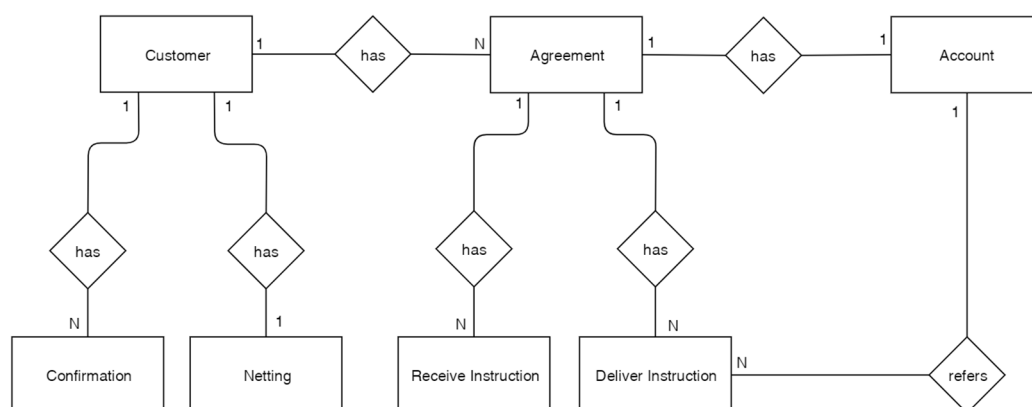 Customer
1
has
N
Agreement
1
has
1
Account
1
1
1
1
1
has
has
has
has
N
1
N
N
Confirmation
Netting
Receive Instruction
Deliver Instruction
N
refers